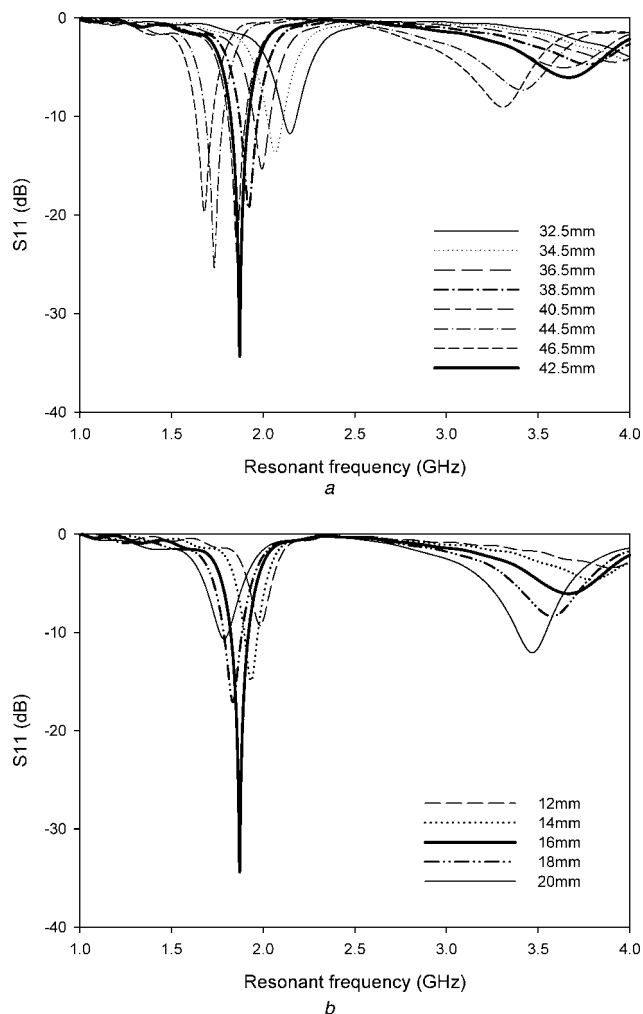 0
-10
-20
-30
-40
S11 (dB)
32.5mm
34.5mm
36.5mm
38.5mm
40.5mm
44.5mm
46.5mm
42.5mm
1.0 1.5 2.0 2.5 3.0 3.5 4.0
Resonant frequency (GHz)
a
0
-10
-20
-30
-40
S11 (dB)
12mm
14mm
16mm
18mm
20mm
1.0 1.5 2.0 2.5 3.0 3.5 4.0
Resonant frequency (GHz)
b